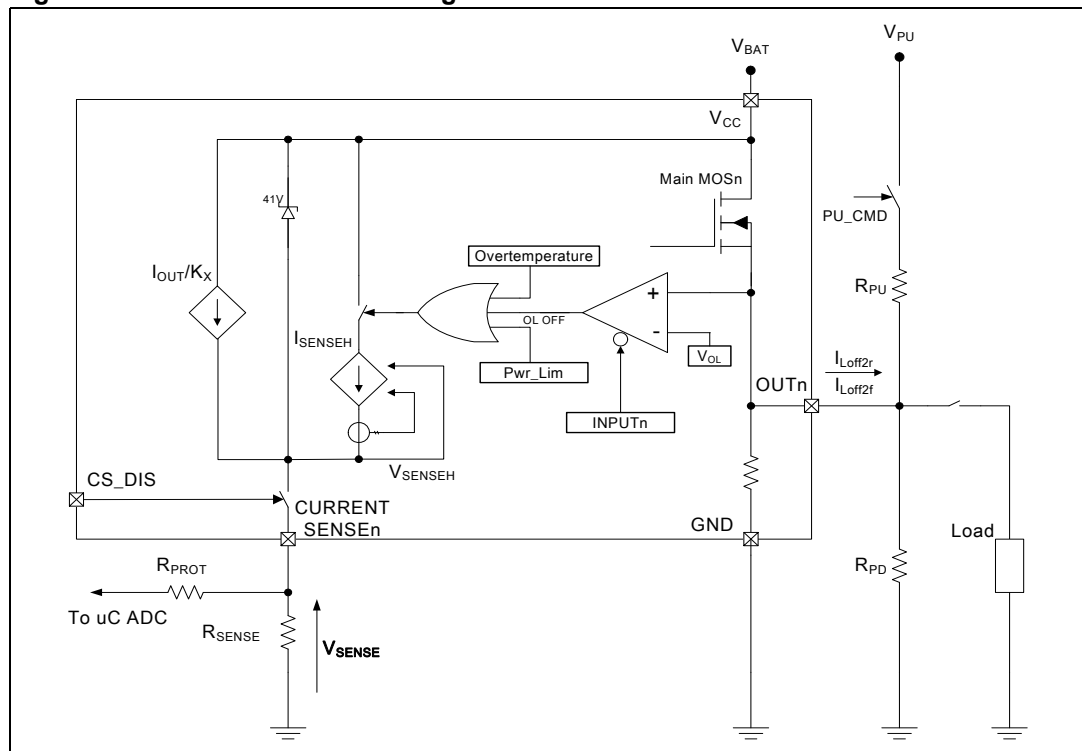 V_BAT
V_PU
V_CC
Main MOSn
41V
PU_CMD
Overtemperature
I_OUT/K_X
R_PU
+
OL OFF
-
I_SENSEH
V_OL
Pwr_Lim
I_Loff2r
OUTn
I_Loff2f
INPUTn
V_SENSEH
CS_DIS
CURRENT
SENSEn
GND
Load
R_PROT
R_PD
To uC ADC
R_SENSE
V_SENSE